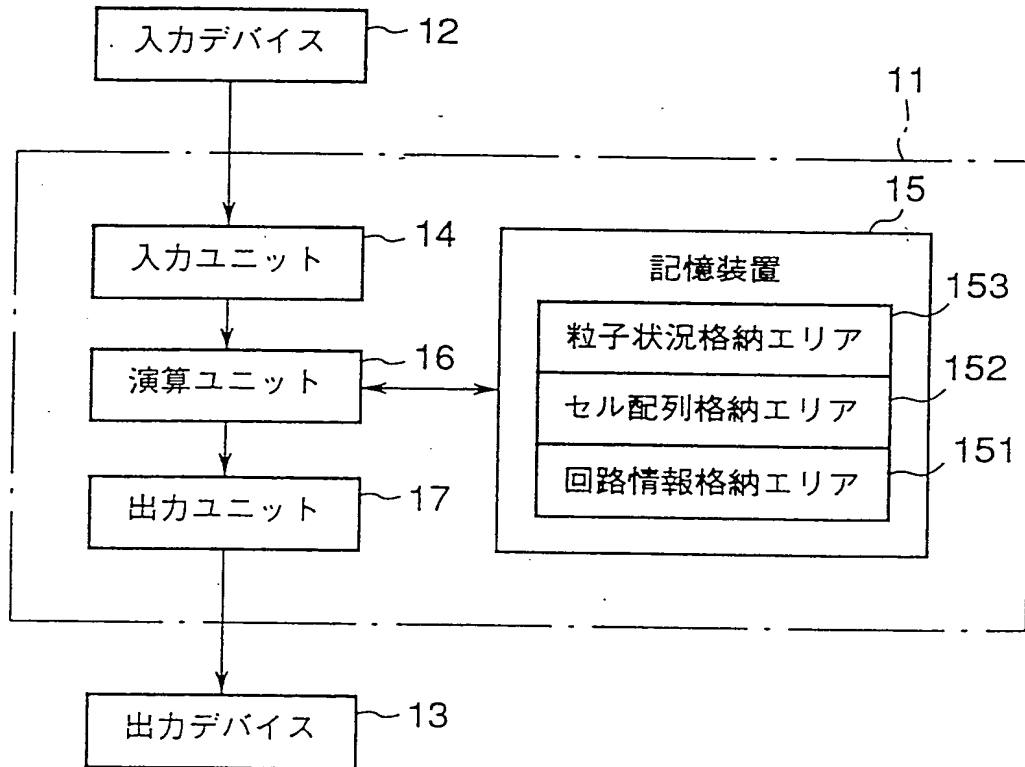 入力デバイス
12
11
入力ユニット
14
15
記憶装置
演算ユニット
16
粒子状況格納エリア
153
セル配列格納エリア
152
回路情報格納エリア
151
出力ユニット
17
出力デバイス
13